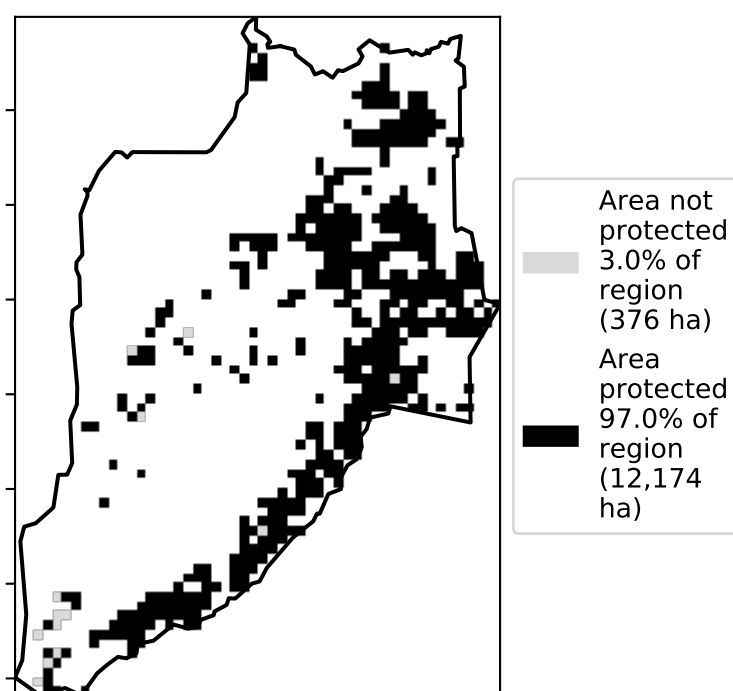 Area not
protected
3.0% of
region
(376 ha)
Area
protected
97.0% of
region
(12,174
ha)